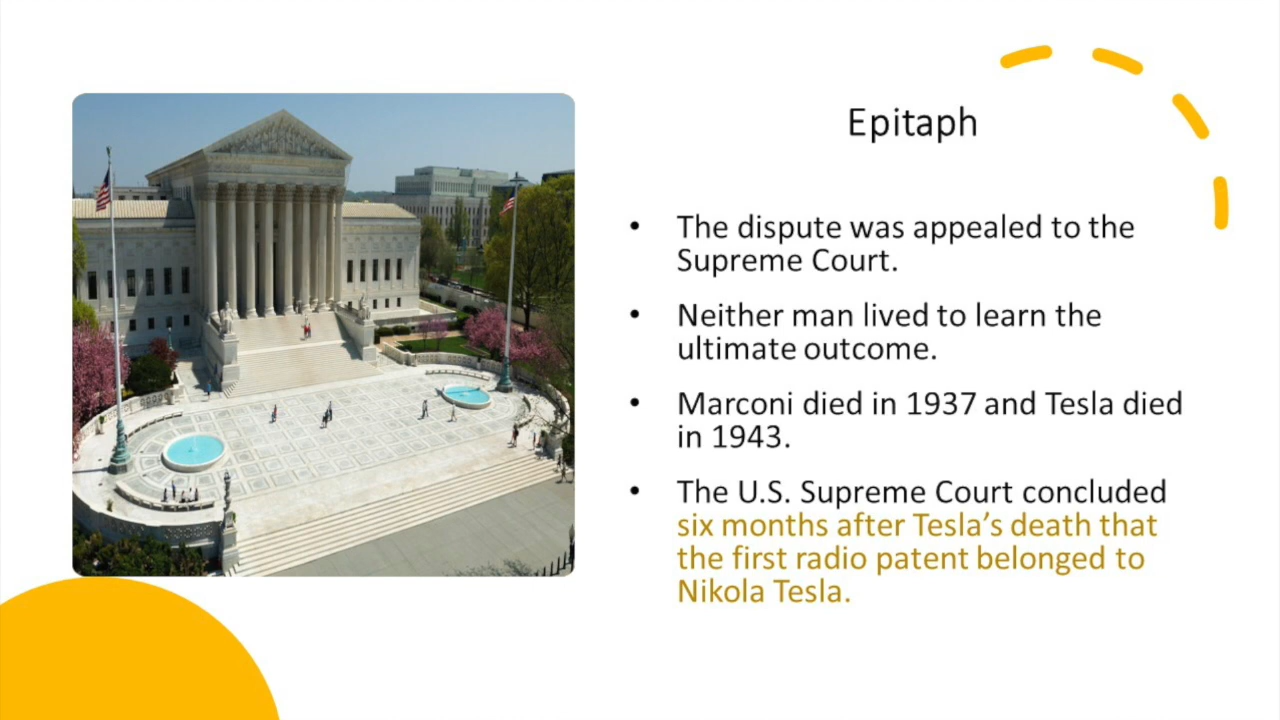 Epitaph
• The dispute was appealed to the
Supreme Court.
• Neither man lived to learn the
ultimate outcome.
• Marconi died in 1937 and Tesla died
in 1943.
• The U.S. Supreme Court concluded
six months after Tesla’s death that
the first radio patent belonged to
Nikola Tesla.